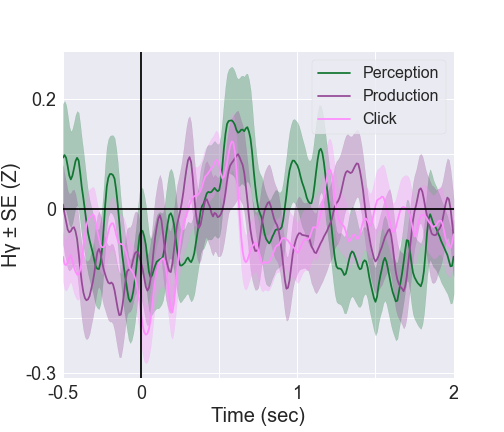 Perception
Production
Click
Hγ ± SE (Z)
0.2
0
-0.3
-0.5
0
1
2
Time (sec)